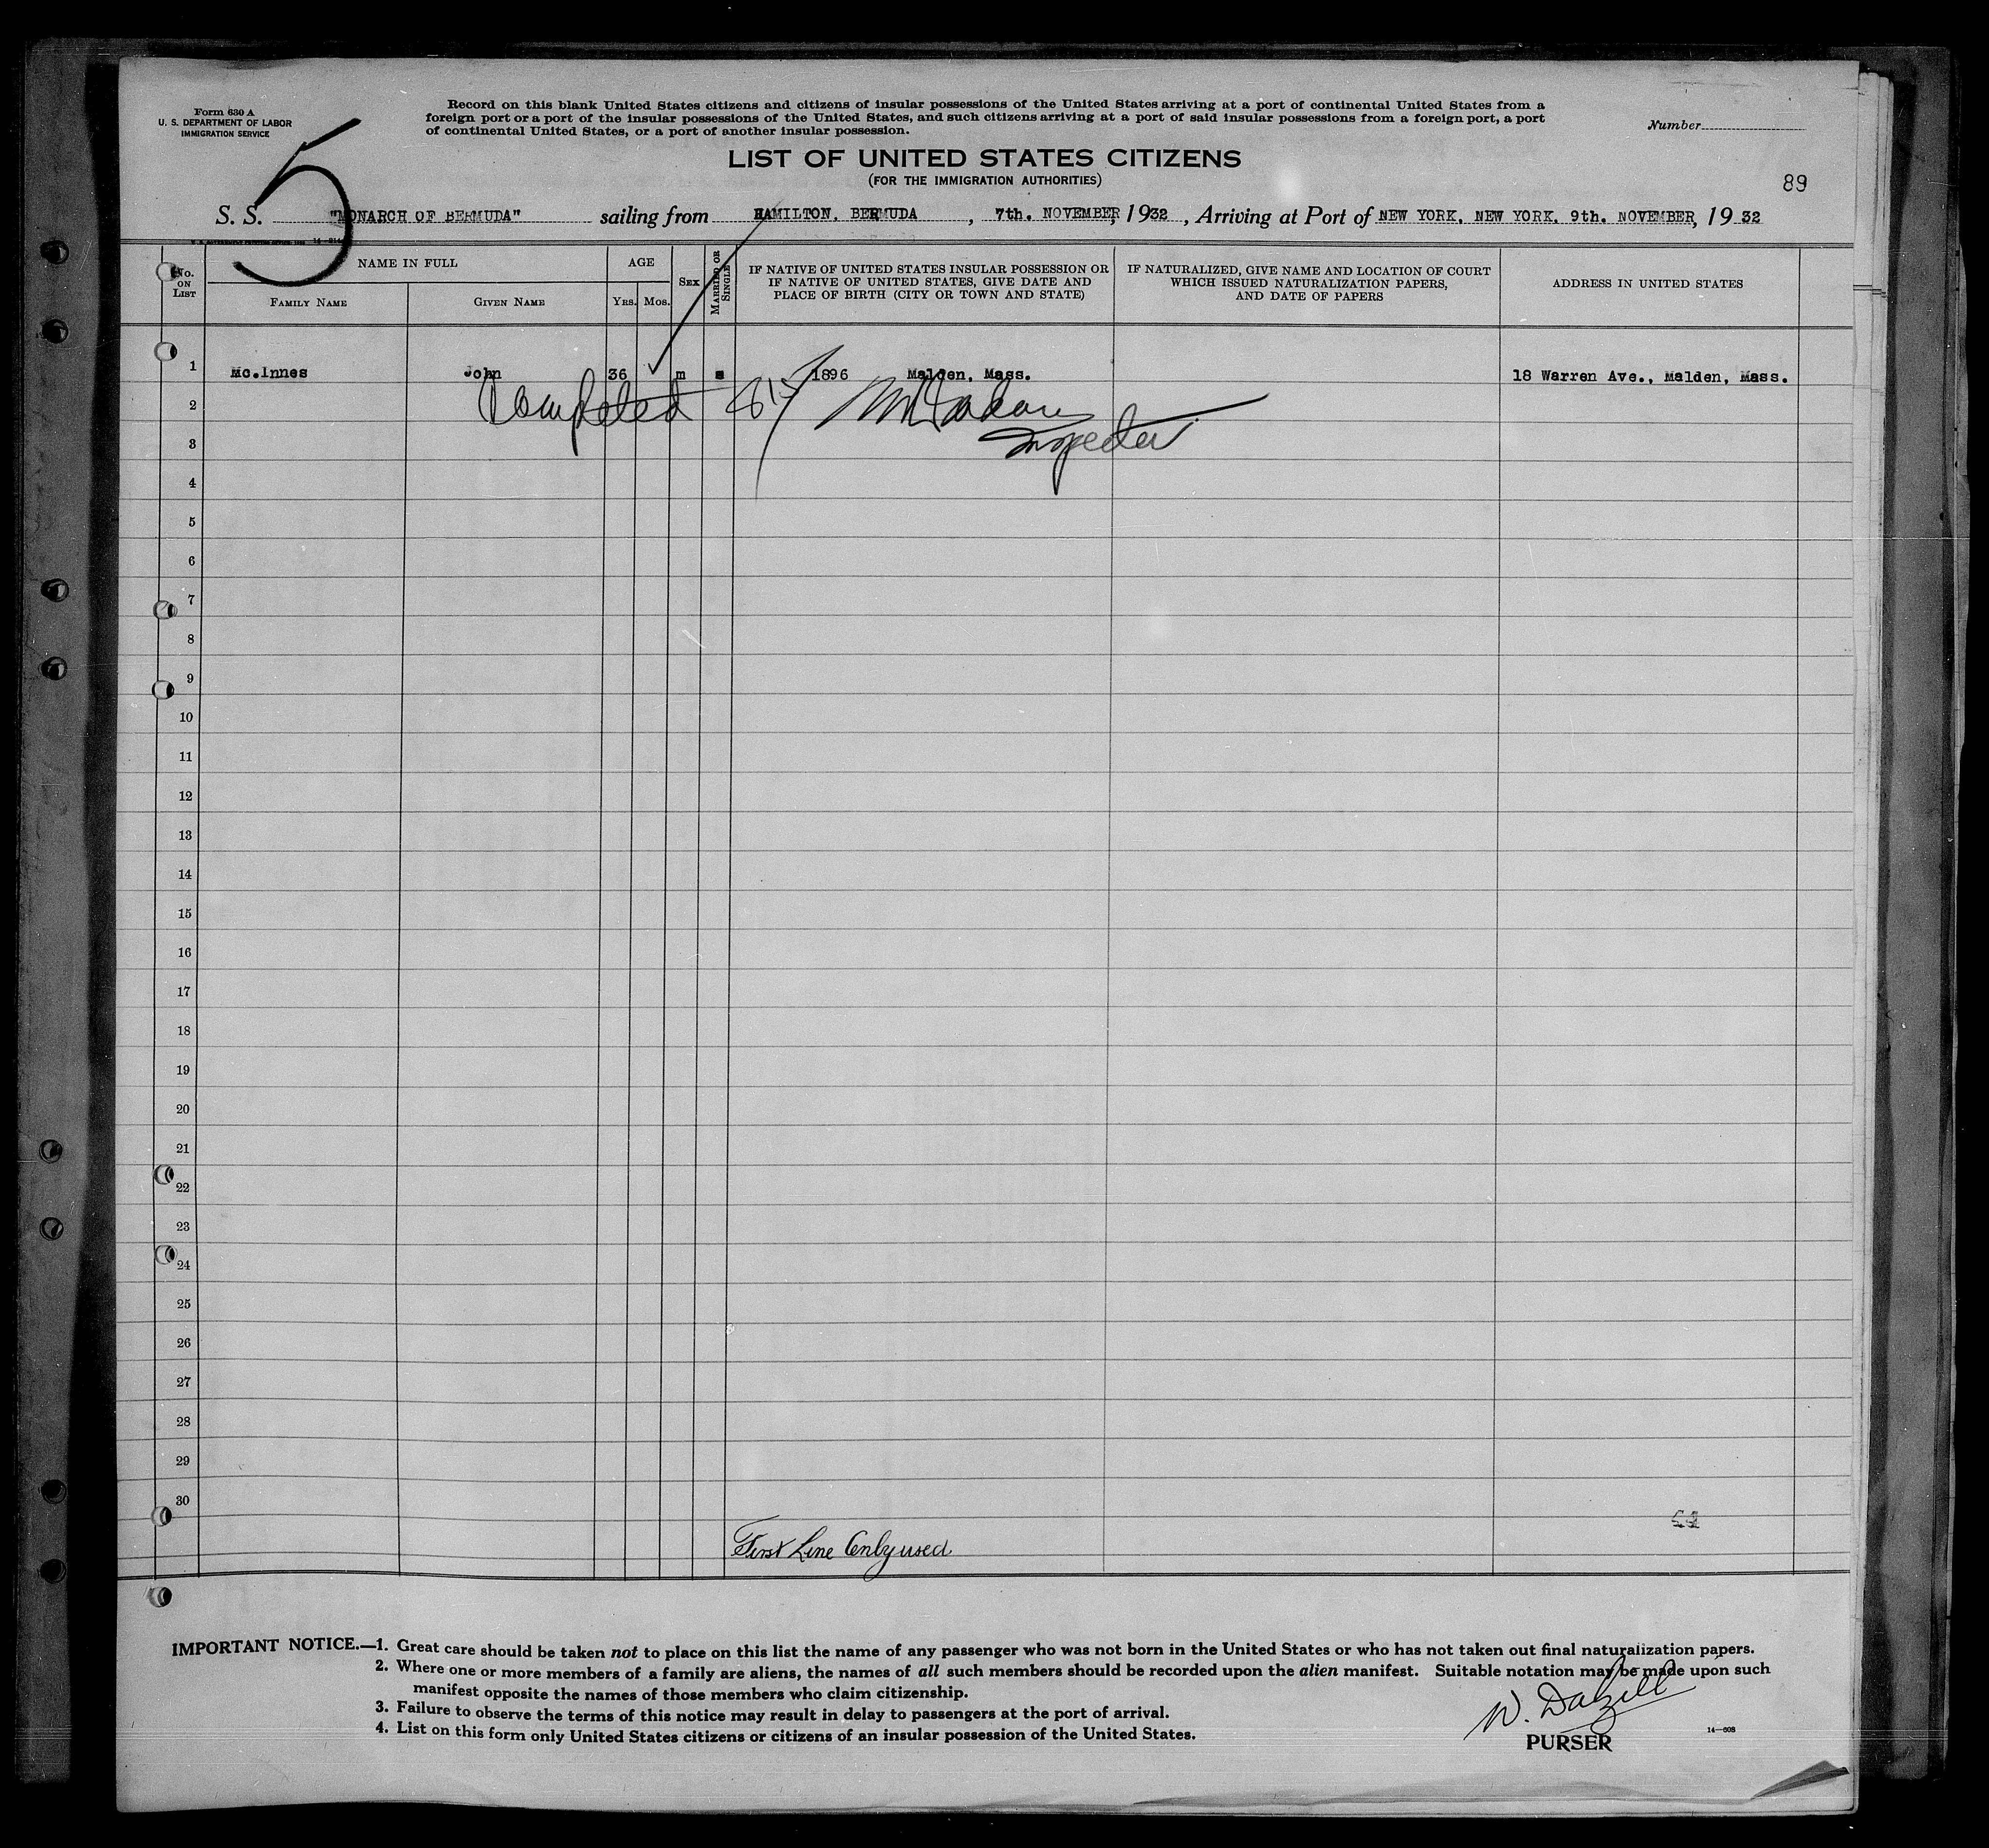 Form 630 A
U. S. DEPARTMENT OF LABOR
IMMIGRATION SERVICE
Record on this blank United States citizens and citizens of insular possessions of the United States arriving at a port of continental United States from a
foreign port or a port of the insular possessions of the United States, and such citizens arriving at a port of said insular possessions from a foreign port, a port
of continental United States, or a port of another insular possession.
Number
5
LIST OF UNITED STATES CITIZENS
(FOR THE IMMIGRATION AUTHORITIES)
89
S. S. "MONARCH OF BERMUDA" sailing from HAMILTON, BERMUDA, 7th. NOVEMBER, 1932, Arriving at Port of NEW YORK, NEW YORK. 9th. NOVEMBER, 19 32
No. ON LIST
NAME IN FULL
FAMILY NAME
GIVEN NAME
AGE
YRS. MOS.
SEX
MARRIED OR SINGLE
IF NATIVE OF UNITED STATES INSULAR POSSESSION OR
IF NATIVE OF UNITED STATES, GIVE DATE AND
PLACE OF BIRTH (CITY OR TOWN AND STATE)
IF NATURALIZED, GIVE NAME AND LOCATION OF COURT
WHICH ISSUED NATURALIZATION PAPERS,
AND DATE OF PAPERS
ADDRESS IN UNITED STATES
1 Mc.Innes John 36 m 1896 Malden, Mass. 18 Warren Ave., Malden, Mass.
2 Completed
3 Inspector
4
5
6
7
8
9
10
11
12
13
14
15
16
17
18
19
20
21
22
23
24
25
26
27
28
29
30
First Line Only used
IMPORTANT NOTICE.—1. Great care should be taken not to place on this list the name of any passenger who was not born in the United States or who has not taken out final naturalization papers.
2. Where one or more members of a family are aliens, the names of all such members should be recorded upon the alien manifest. Suitable notation may be made upon such
manifest opposite the names of those members who claim citizenship.
3. Failure to observe the terms of this notice may result in delay to passengers at the port of arrival.
4. List on this form only United States citizens or citizens of an insular possession of the United States.
W. Dalzell
PURSER
14—608